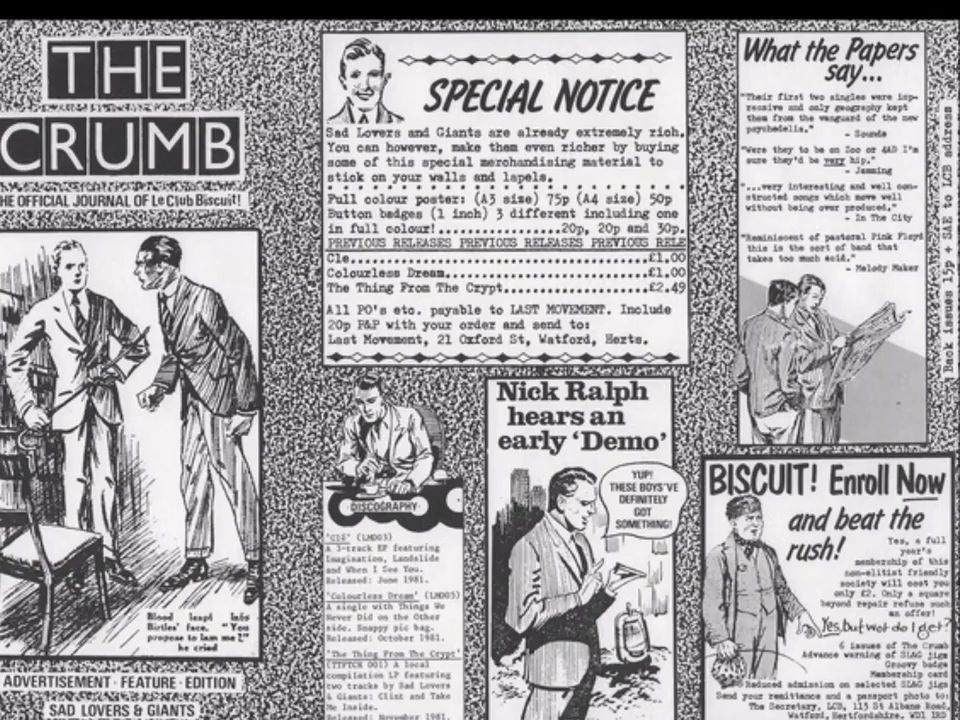 THE
CRUMB
THE OFFICIAL JOURNAL OF Le Club Biscuit!
Blood leapt into
Birtles' face. "You
propose to lam me?"
he cried
ADVERTISEMENT · FEATURE · EDITION
SAD LOVERS & GIANTS
SPECIAL NOTICE
Sad Lovers and Giants are already extremely rich.
You can however, make them even richer by buying
some of this special merchandising material to
stick on your walls and lapels.
Full colour poster: (A3 size) 75p (A4 size) 50p
Button badges (1 inch) 3 different including one
in full colour!.................20p, 20p and 30p.
PREVIOUS RELEASES PREVIOUS RELEASES PREVIOUS RELE
Cle.........................................£1.00
Colourless Dream............................£1.00
The Thing From The Crypt....................£2.49
All PO's etc. payable to LAST MOVEMENT. Include
20p P&P with your order and send to:
Last Movement, 21 Oxford St, Watford, Herts.
DISCOGRAPHY
'Clé' (LM003)
A 3-track EP featuring
Imagination, Landslide
and When I See You.
Released: June 1981.
'Colourless Dream' (LM005)
A single with Things We
Never Did on the Other
side. Snappy pic bag.
Released: October 1981.
'The Thing From The Crypt'
(TTFTCH 001) A local
compilation LP featuring
two tracks by Sad Lovers
& Giants: Clint and Take
Me Inside.
Released: November 1981.
Nick Ralph
hears an
early 'Demo'
YUP!
THESE BOYS'VE
DEFINITELY
GOT
SOMETHING!
What the Papers
say...
"Their first two singles were imp-
ressive and only geography kept
them from the vanguard of the new
psychedelia."
- Sounds
"Were they to be on Zoo or 4AD I'm
sure they'd be very hip."
- Jamming
"...very interesting and well con-
structed songs which move well
without being over produced."
- In The City
"Reminiscent of pastoral Pink Floyd
this is the sort of band that
takes too much acid."
- Melody Maker
Back issues 15p + SAE to LCB address
BISCUIT! Enroll Now
and beat the
rush!
Yes, a full
year's
membership of this
non-elitist friendly
society will cost you
only £2. Only a square
beyond repair refuse such
an offer!
Yes, but wot do I get?
6 issues of The Crumb
Advance warning of SLAG jigs
Groovy badge
Membership card
Reduced admission on selected SLAG jigs
Send your remittance and a passport photo to:
The Secretary, LCB, 113 St Albans Road,
Watford, Hertfordshire, WD1 1RD